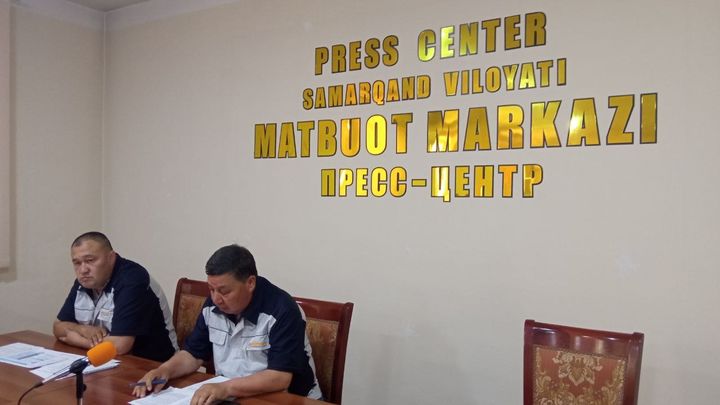 PRESS CENTER
SAMARQAND VILOYATI
MATBUOT MARKAZI
ПРЕСС-ЦЕНТР